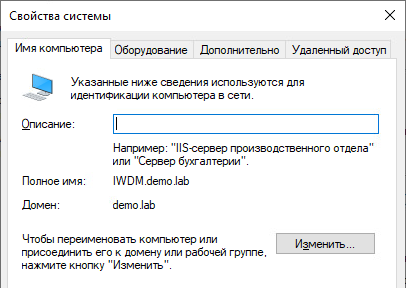 Свойства системы
Имя компьютера Оборудование Дополнительно Удаленный доступ
Указанные ниже сведения используются для
идентификации компьютера в сети.
Описание:
Например: "IIS-сервер производственного отдела"
или "Сервер бухгалтерии".
Полное имя: IWDM.demo.lab
Домен: demo.lab
Чтобы переименовать компьютер или
присоединить его к домену или рабочей группе,
нажмите кнопку "Изменить".
Изменить...